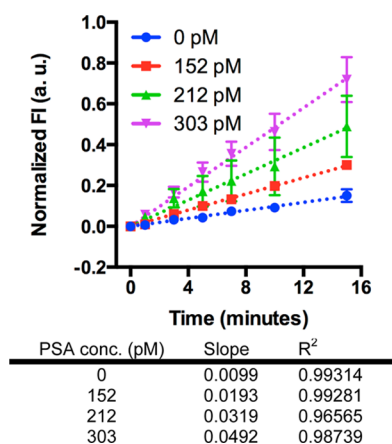 Normalized FI (a. u.)
1.0
0.8
0.6
0.4
0.2
0.0
-0.2
0 pM
152 pM
212 pM
303 pM
0 4 8 12 16
Time (minutes)
PSA conc. (pM) Slope R²
0 0.0099 0.99314
152 0.0193 0.99281
212 0.0319 0.96565
303 0.0492 0.98739